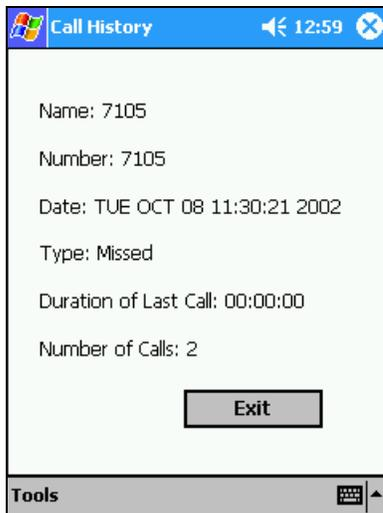 Call History 12:59
Name: 7105
Number: 7105
Date: TUE OCT 08 11:30:21 2002
Type: Missed
Duration of Last Call: 00:00:00
Number of Calls: 2
Exit
Tools